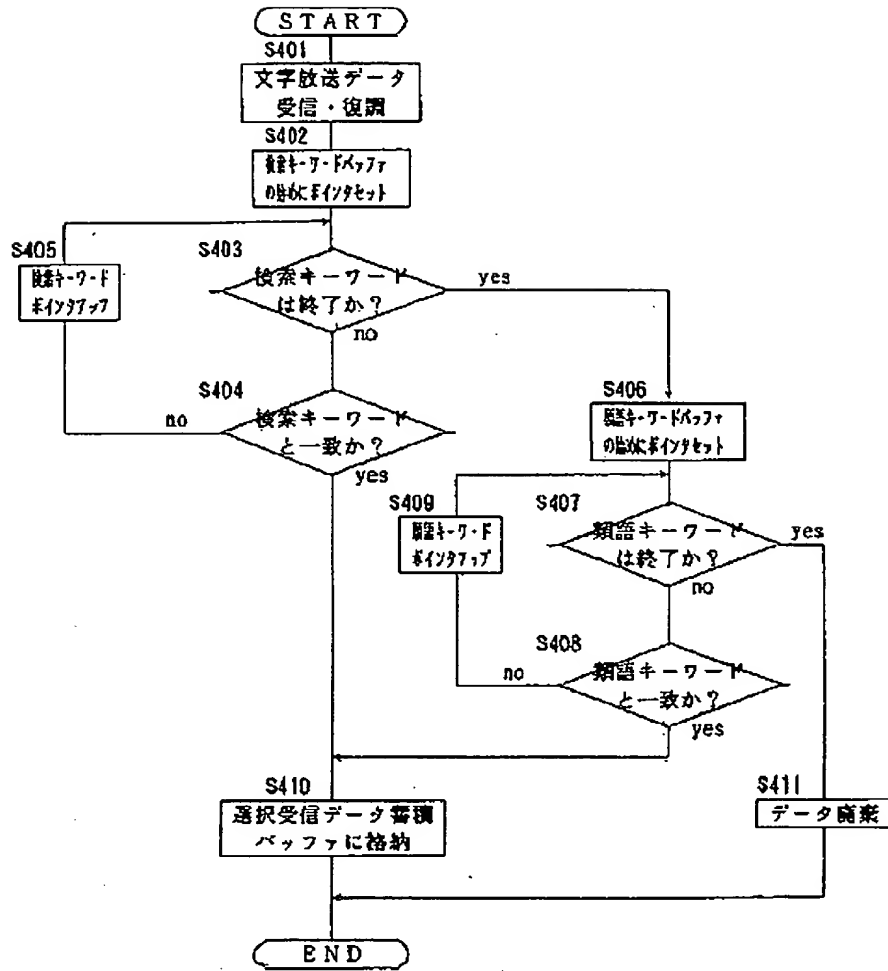 START
S401
文字放送データ
受信・復調
S402
検索キーワードバッファ
の始めにポインタセット
S405
検索キーワード
ポインタアップ
S403
検索キーワード
は終了か?
yes
no
S404
検索キーワード
と一致か?
no
yes
S406
類語キーワードバッファ
の始めにポインタセット
S409
類語キーワード
ポインタアップ
S407
類語キーワード
は終了か?
yes
no
S408
類語キーワード
と一致か?
no
yes
S410
選択受信データ蓄積
バッファに格納
S411
データ廃棄
END